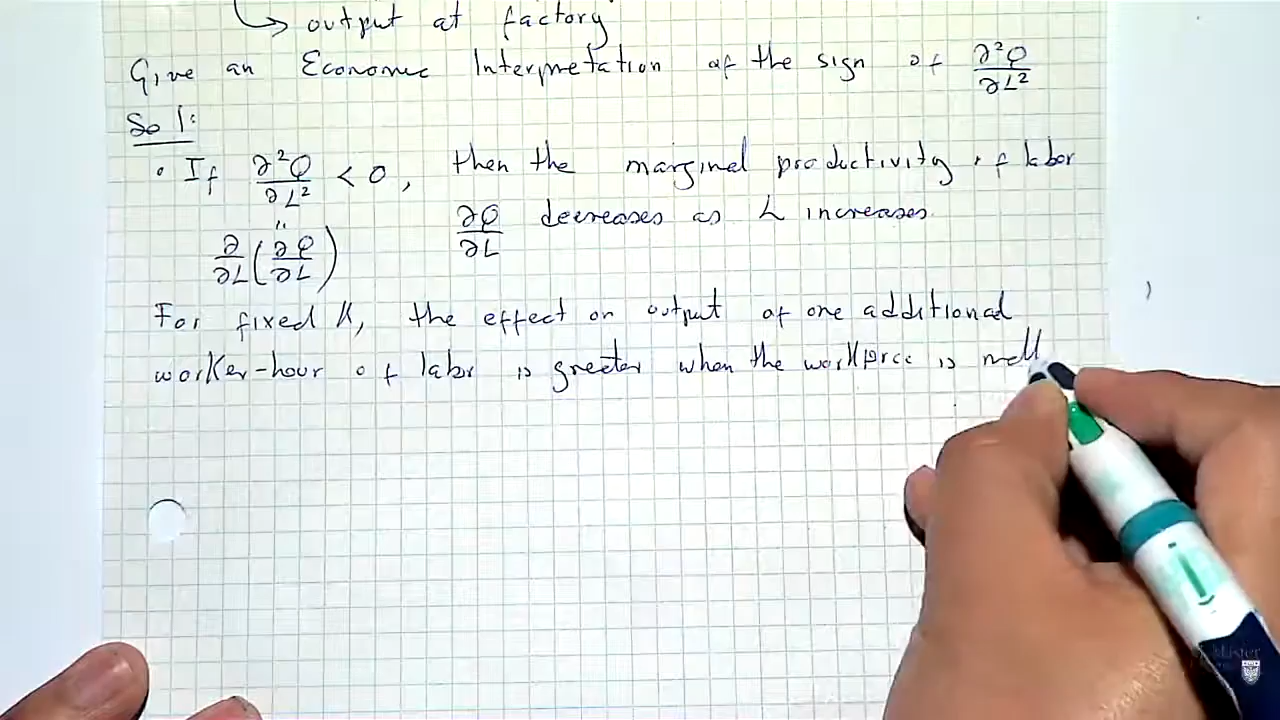 output at factory
Give an Economic Interpretation of the sign of ∂²Q/∂L²
Sol:
• If ∂²Q/∂L² < 0, then the marginal productivity of labor
∂Q/∂L decreases as L increases.
" ∂/∂L (∂Q/∂L)
For fixed K, the effect on output of one additional
worker-hour of labor is greater when the workforce is